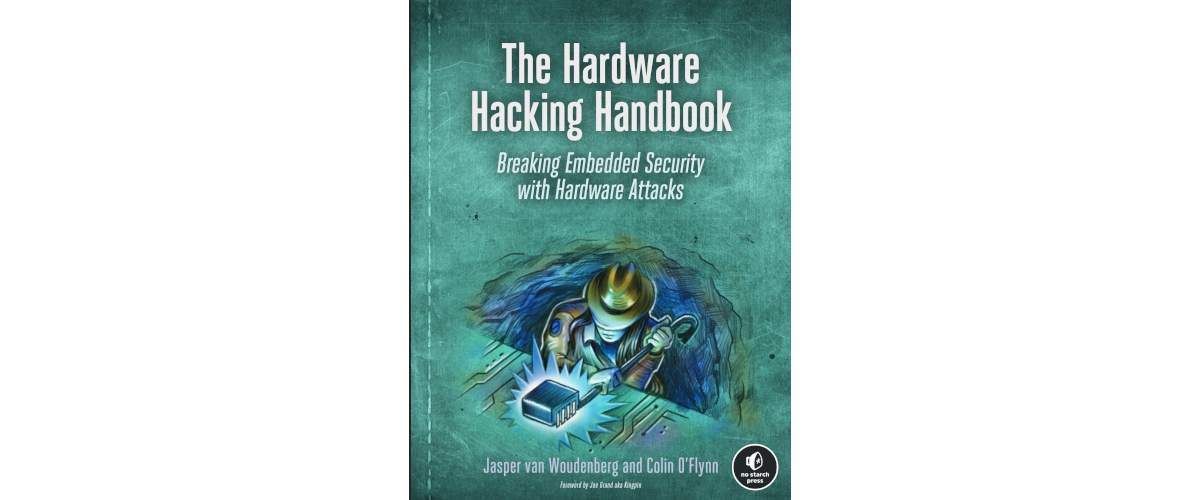 The Hardware
Hacking Handbook
Breaking Embedded Security
with Hardware Attacks
Jasper van Woudenberg and Colin O'Flynn
Foreword by Joe Grand aka Kingpin
no starch
press